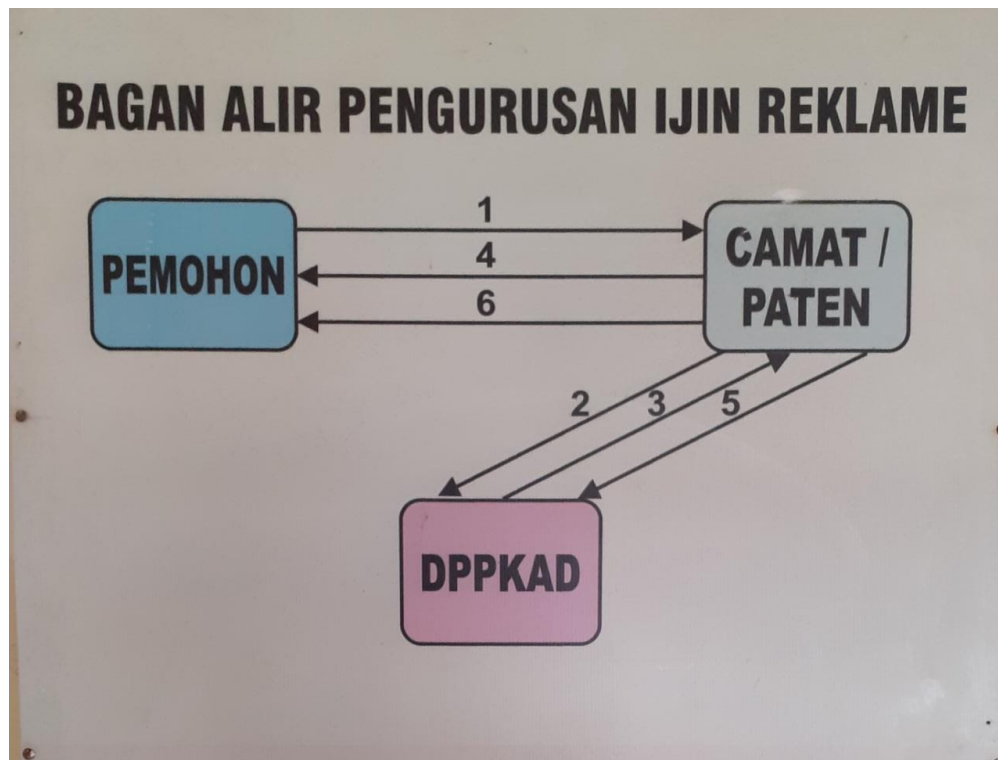 BAGAN ALIR PENGURUSAN IJIN REKLAME
1
PEMOHON
4
CAMAT /
PATEN
6
2
3
5
DPPKAD